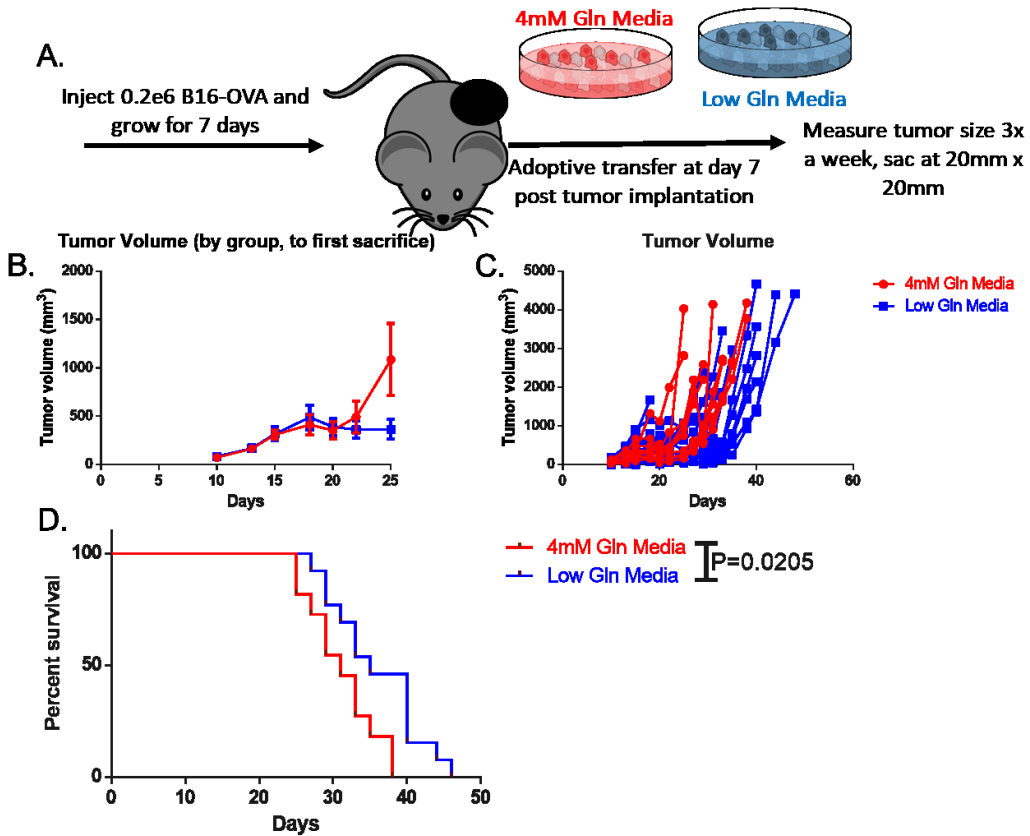 A.
Inject 0.2e6 B16-OVA and
grow for 7 days
4mM Gln Media
Low Gln Media
Adoptive transfer at day 7
post tumor implantation
Measure tumor size 3x
a week, sac at 20mm x
20mm
Tumor Volume (by group, to first sacrifice)
B.
Tumor volume (mm3)
2000
1500
1000
500
0
0 5 10 15 20 25
Days
Tumor Volume
C.
Tumor volume (mm3)
5000
4000
3000
2000
1000
0
0 20 40 60
Days
4mM Gln Media
Low Gln Media
D.
Percent survival
100
50
0
0 10 20 30 40 50
Days
4mM Gln Media
Low Gln Media
P=0.0205